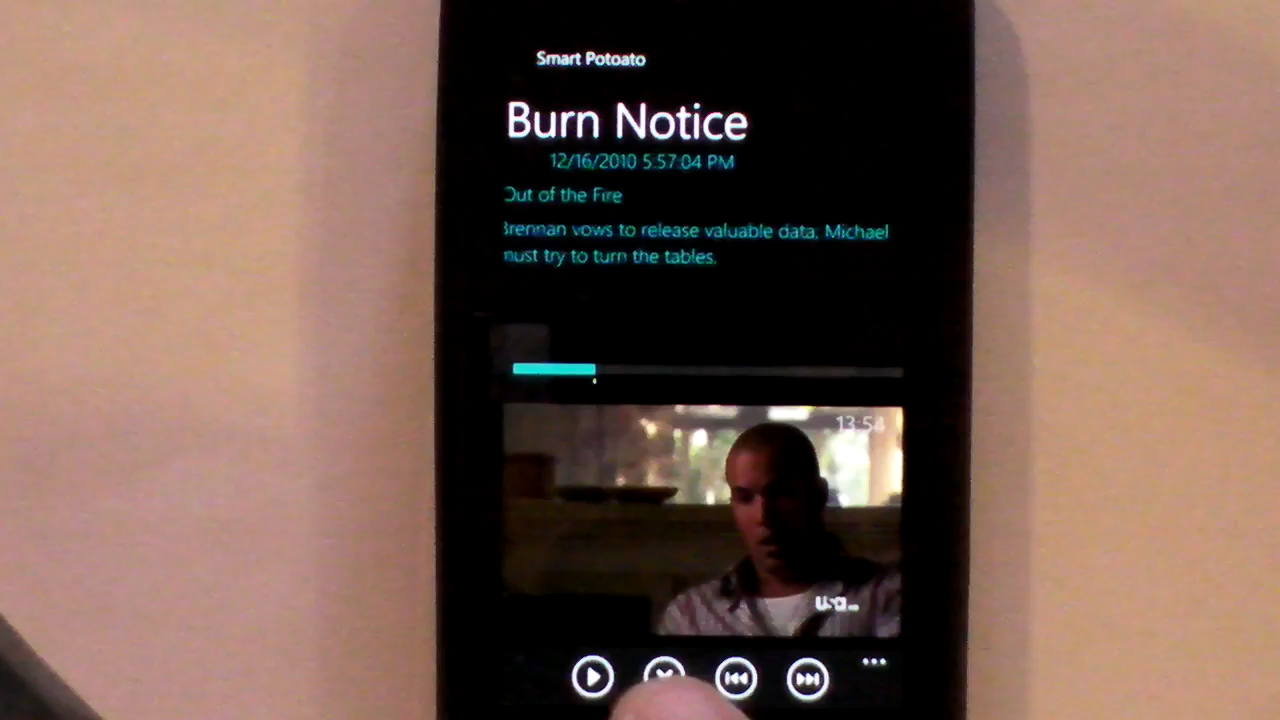 Smart Potoato
Burn Notice
12/16/2010 5:57:04 PM
Out of the Fire
Brennan vows to release valuable data. Michael
must try to turn the tables.
13:54
usa